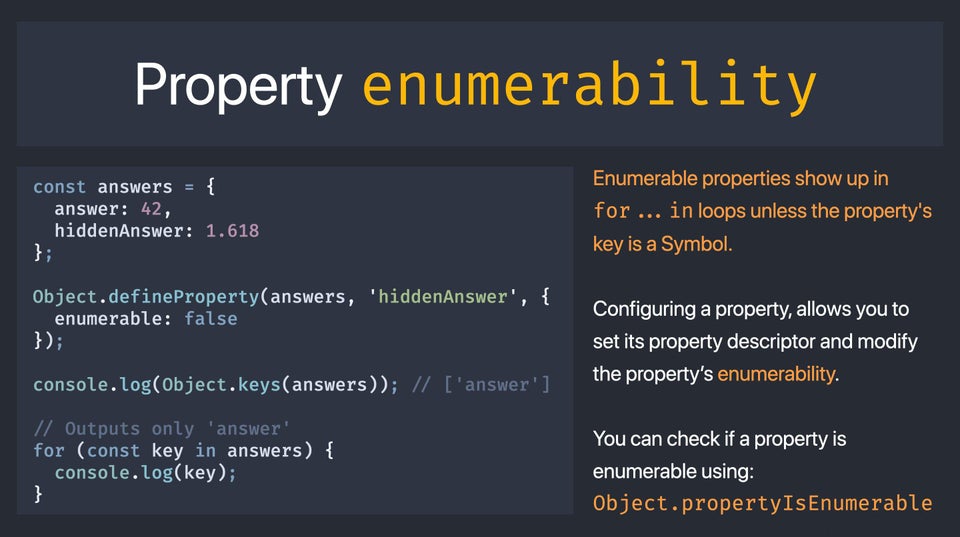 Property enumerability
const answers = {
  answer: 42,
  hiddenAnswer: 1.618
};
Object.defineProperty(answers, 'hiddenAnswer', {
  enumerable: false
});
console.log(Object.keys(answers)); // ['answer']
// Outputs only 'answer'
for (const key in answers) {
  console.log(key);
}
Enumerable properties show up in
for ... in loops unless the property's
key is a Symbol.
Configuring a property, allows you to
set its property descriptor and modify
the property’s enumerability.
You can check if a property is
enumerable using:
Object.propertyIsEnumerable